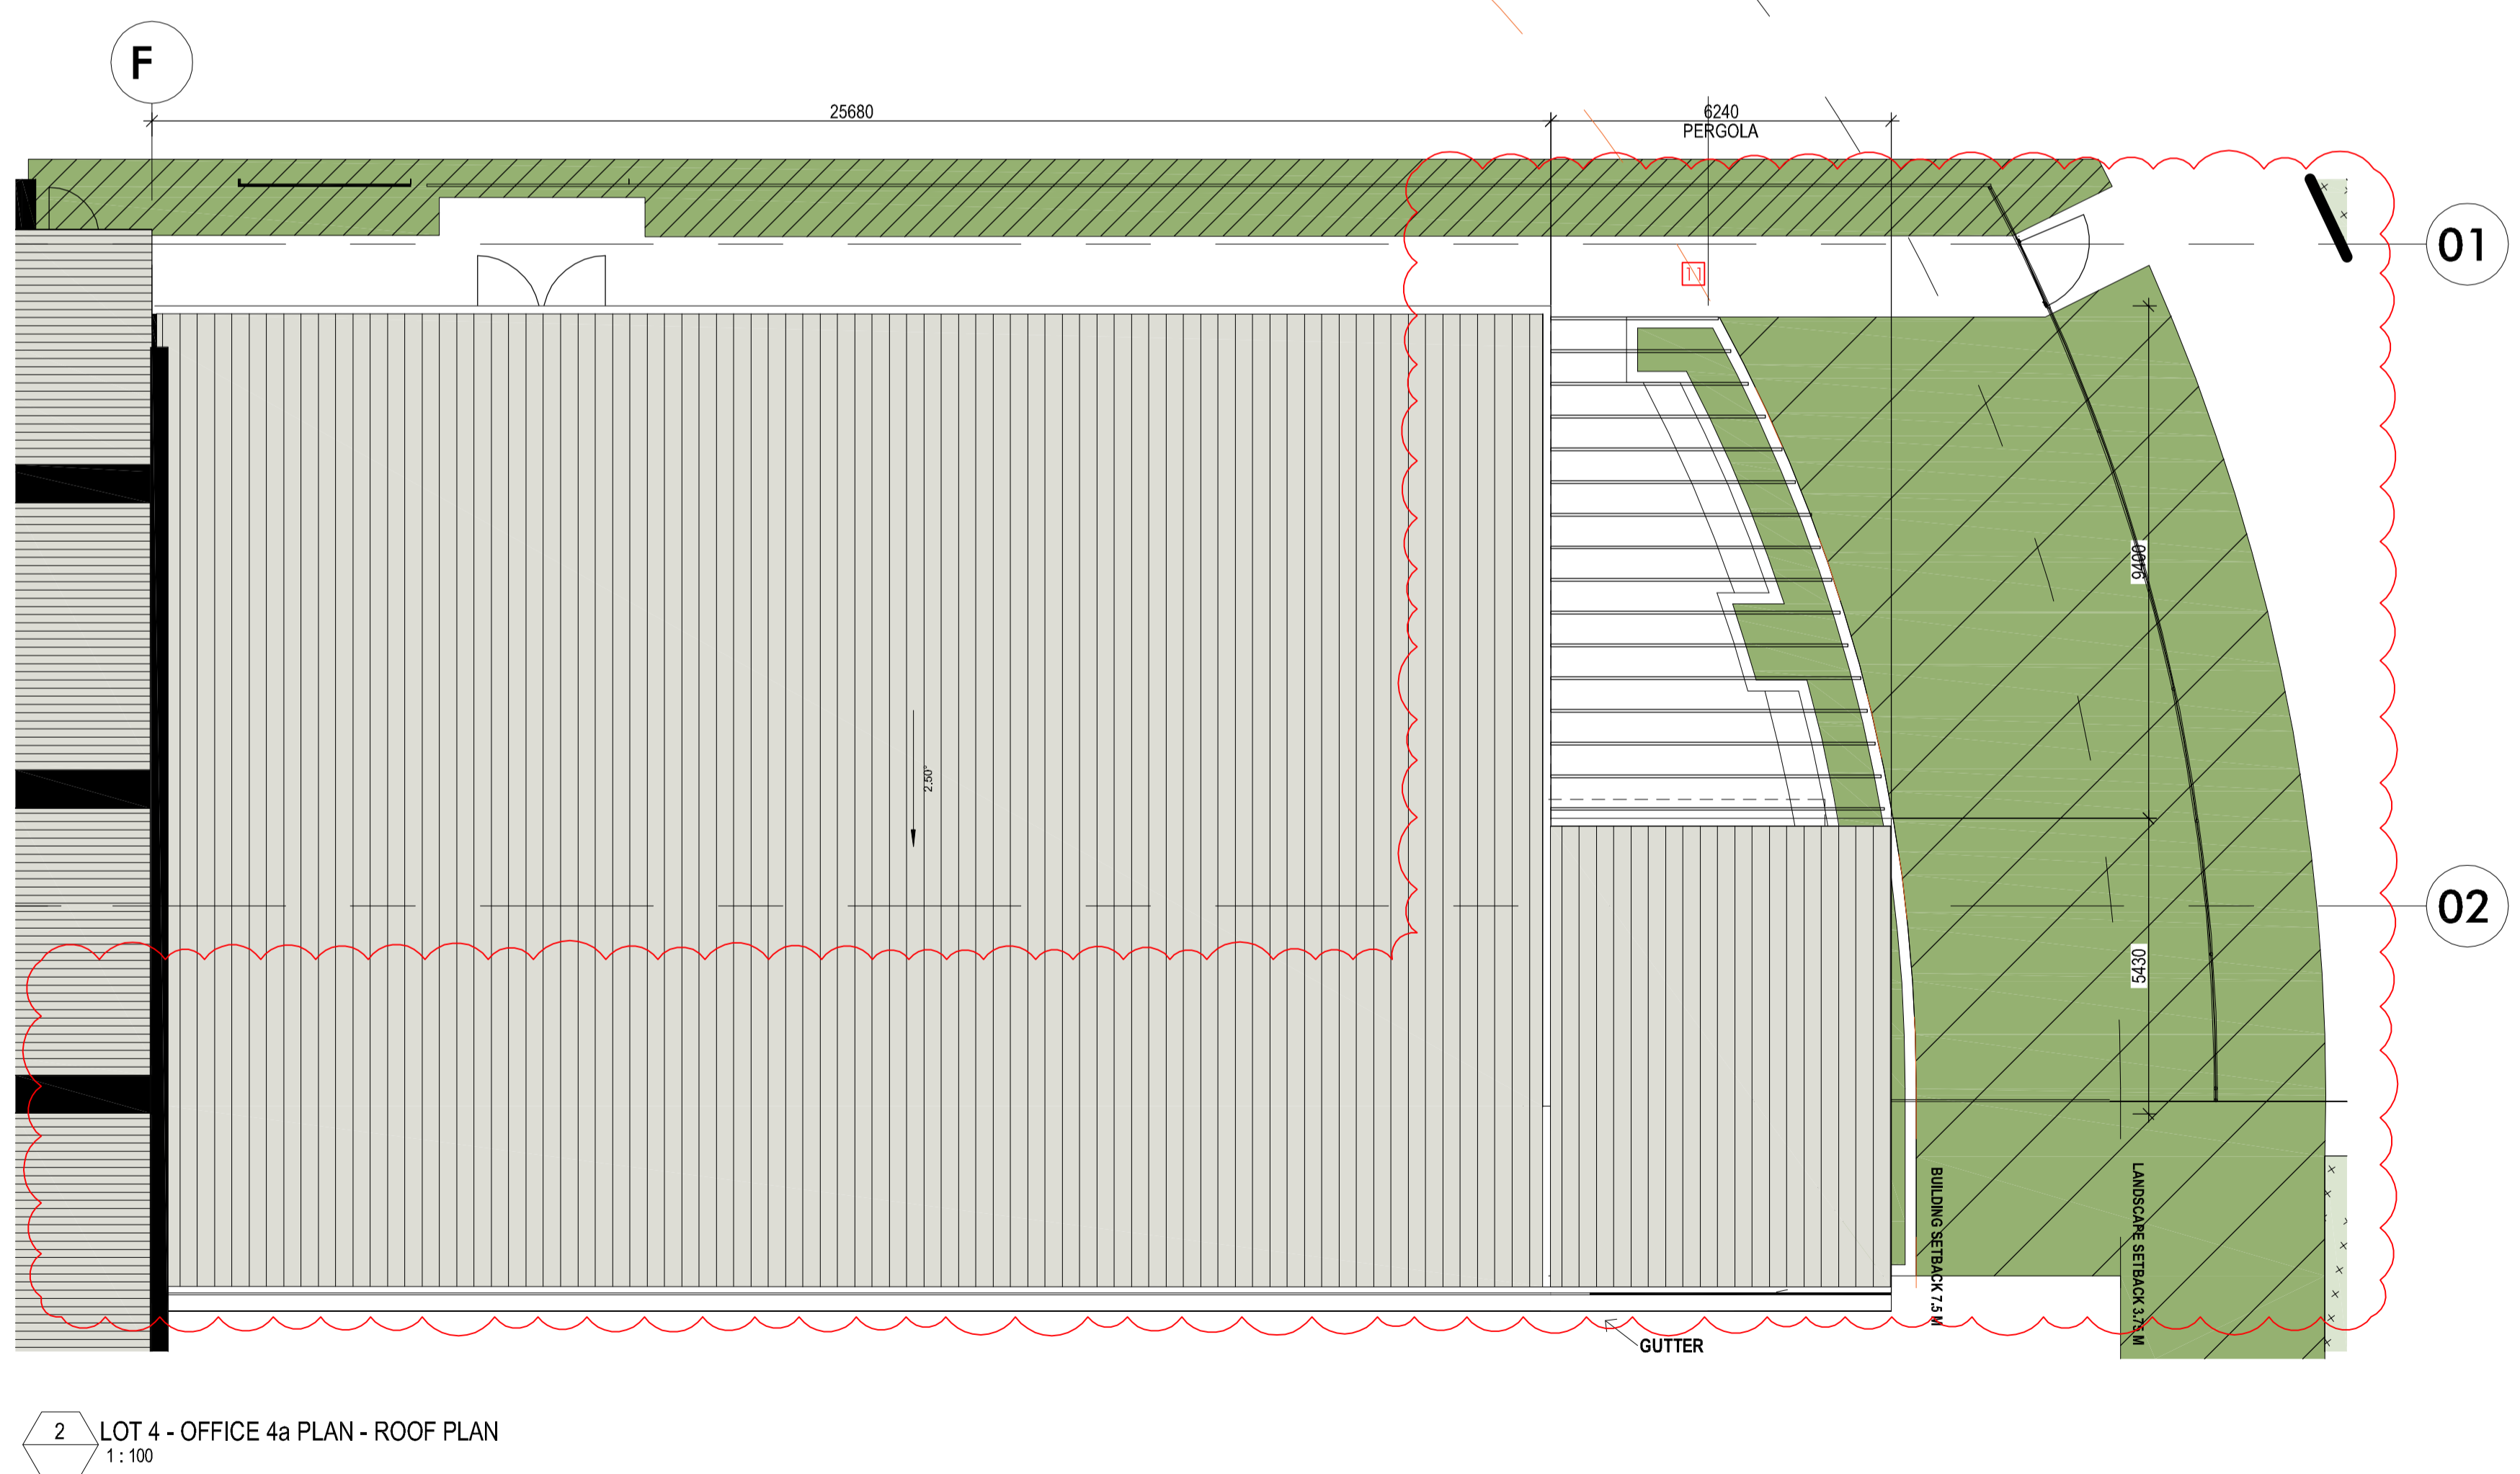 F
25680
6240
PERGOLA
01
11
9400
2.50°
02
5430
BUILDING SETBACK 7.5 M
LANDSCAPE SETBACK 3.75 M
GUTTER
2
LOT 4 - OFFICE 4a PLAN - ROOF PLAN
1 : 100